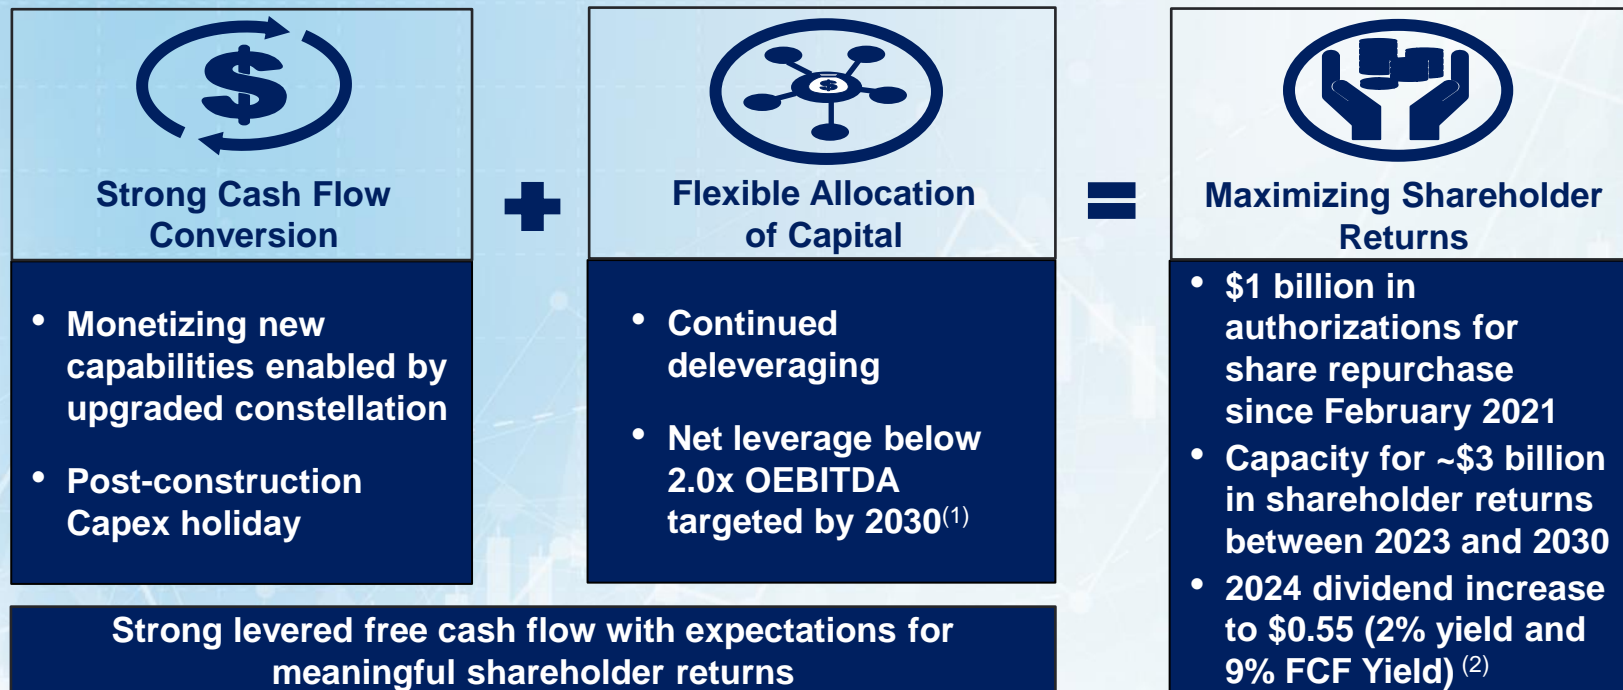 $
Strong Cash Flow
Conversion
• Monetizing new
capabilities enabled by
upgraded constellation
• Post-construction
Capex holiday
+
$
Flexible Allocation
of Capital
• Continued
deleveraging
• Net leverage below
2.0x OEBITDA
targeted by 2030(1)
=
Maximizing Shareholder
Returns
• $1 billion in
authorizations for
share repurchase
since February 2021
• Capacity for ~$3 billion
in shareholder returns
between 2023 and 2030
• 2024 dividend increase
to $0.55 (2% yield and
9% FCF Yield) (2)
Strong levered free cash flow with expectations for
meaningful shareholder returns